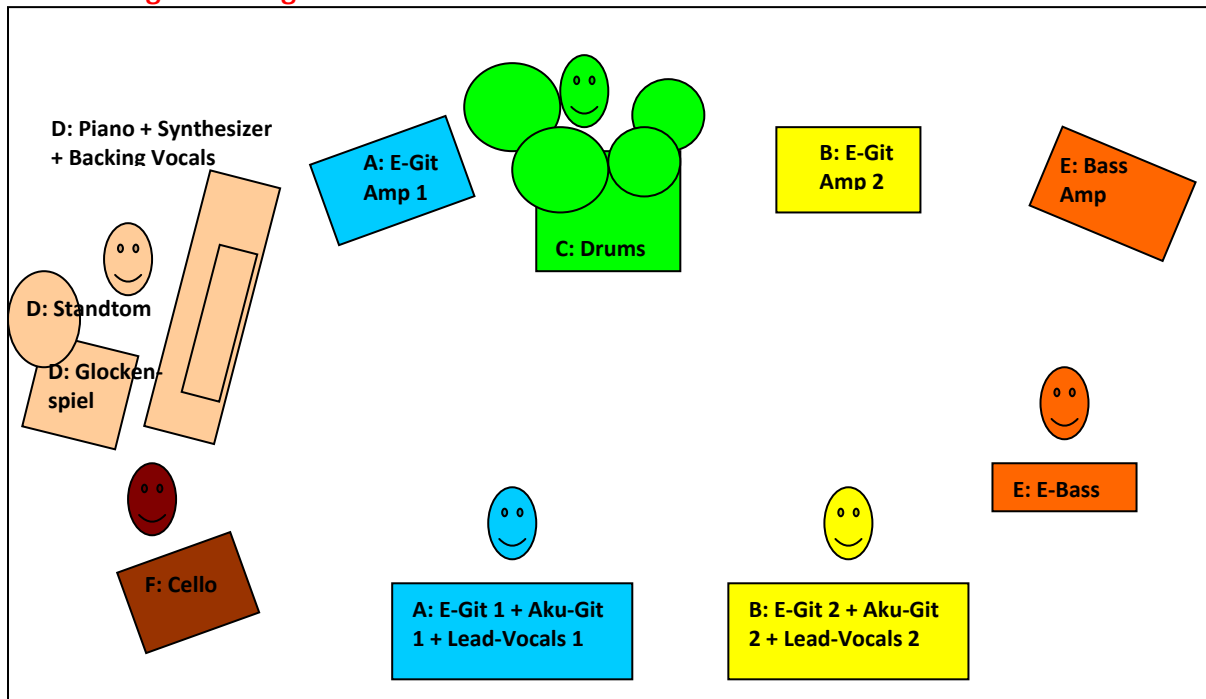 D: Piano + Synthesizer
+ Backing Vocals
A: E-Git
Amp 1
B: E-Git
Amp 2
E: Bass
Amp
C: Drums
D: Standtom
D: Glocken-
spiel
E: E-Bass
F: Cello
A: E-Git 1 + Aku-Git
1 + Lead-Vocals 1
B: E-Git 2 + Aku-Git
2 + Lead-Vocals 2